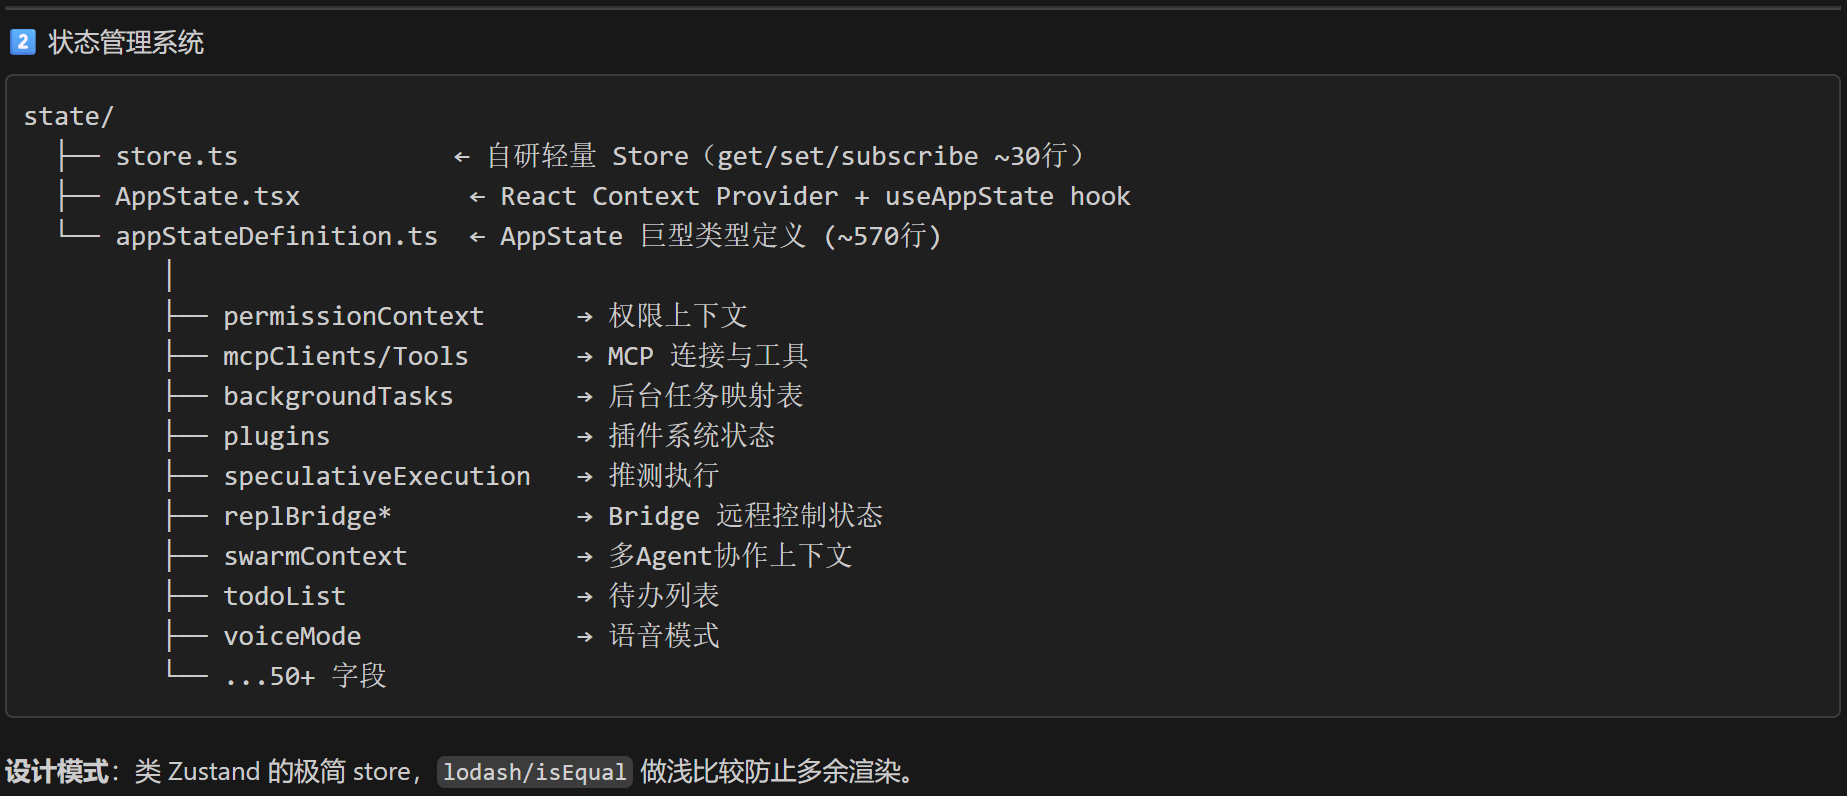 2 状态管理系统
state/
├── store.ts ← 自研轻量 Store（get/set/subscribe ~30行）
├── AppState.tsx ← React Context Provider + useAppState hook
└── appStateDefinition.ts ← AppState 巨型类型定义 (~570行)
│
├── permissionContext → 权限上下文
├── mcpClients/Tools → MCP 连接与工具
├── backgroundTasks → 后台任务映射表
├── plugins → 插件系统状态
├── speculativeExecution → 推测执行
├── replBridge* → Bridge 远程控制状态
├── swarmContext → 多Agent协作上下文
├── todoList → 待办列表
├── voiceMode → 语音模式
└── ...50+ 字段
设计模式：类 Zustand 的极简 store，lodash/isEqual 做浅比较防止多余渲染。